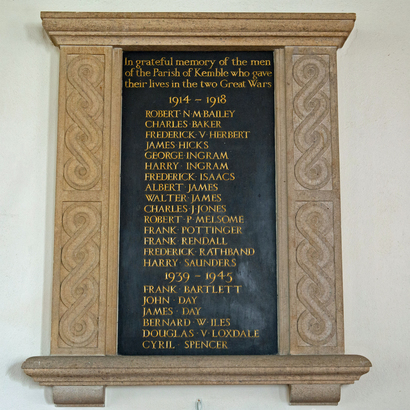 In grateful memory of the men
of the Parish of Kemble who gave
their lives in the two Great Wars
1914 – 1918
ROBERT · N · M BAILEY
CHARLES · BAKER
FREDERICK · V · HERBERT
JAMES · HICKS
GEORGE · INGRAM
HARRY · INGRAM
FREDERICK · ISAACS
ALBERT · JAMES
WALTER · JAMES
CHARLES · J · JONES
ROBERT · P · MELSOME
FRANK · POTTINGER
FRANK · RENDALL
FREDERICK · RATHBAND
HARRY · SAUNDERS
1939 – 1945
FRANK · BARTLETT
JOHN · DAY
JAMES · DAY
BERNARD · W · ILES
DOUGLAS · V · LOXDALE
CYRIL · SPENCER